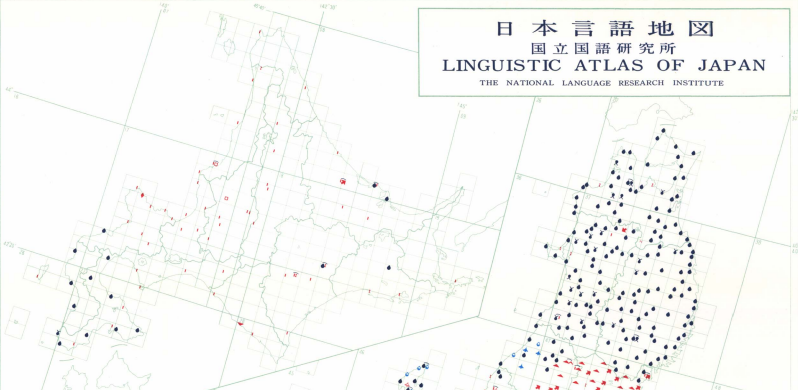 日本言語地図
国立国語研究所
LINGUISTIC ATLAS OF JAPAN
THE NATIONAL LANGUAGE RESEARCH INSTITUTE